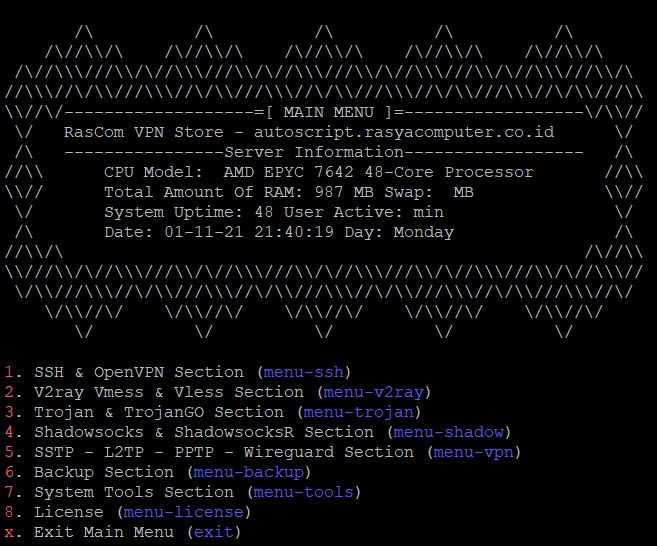 =[ MAIN MENU ]=
RasCom VPN Store - autoscript.rasyacomputer.co.id
Server Information
CPU Model:  AMD EPYC 7642 48-Core Processor
Total Amount Of RAM: 987 MB Swap:  MB
System Uptime: 48 User Active: min
Date: 01-11-21 21:40:19 Day: Monday
1. SSH & OpenVPN Section (menu-ssh)
2. V2ray Vmess & Vless Section (menu-v2ray)
3. Trojan & TrojanGO Section (menu-trojan)
4. Shadowsocks & ShadowsocksR Section (menu-shadow)
5. SSTP - L2TP - PPTP - Wireguard Section (menu-vpn)
6. Backup Section (menu-backup)
7. System Tools Section (menu-tools)
8. License (menu-license)
x. Exit Main Menu (exit)